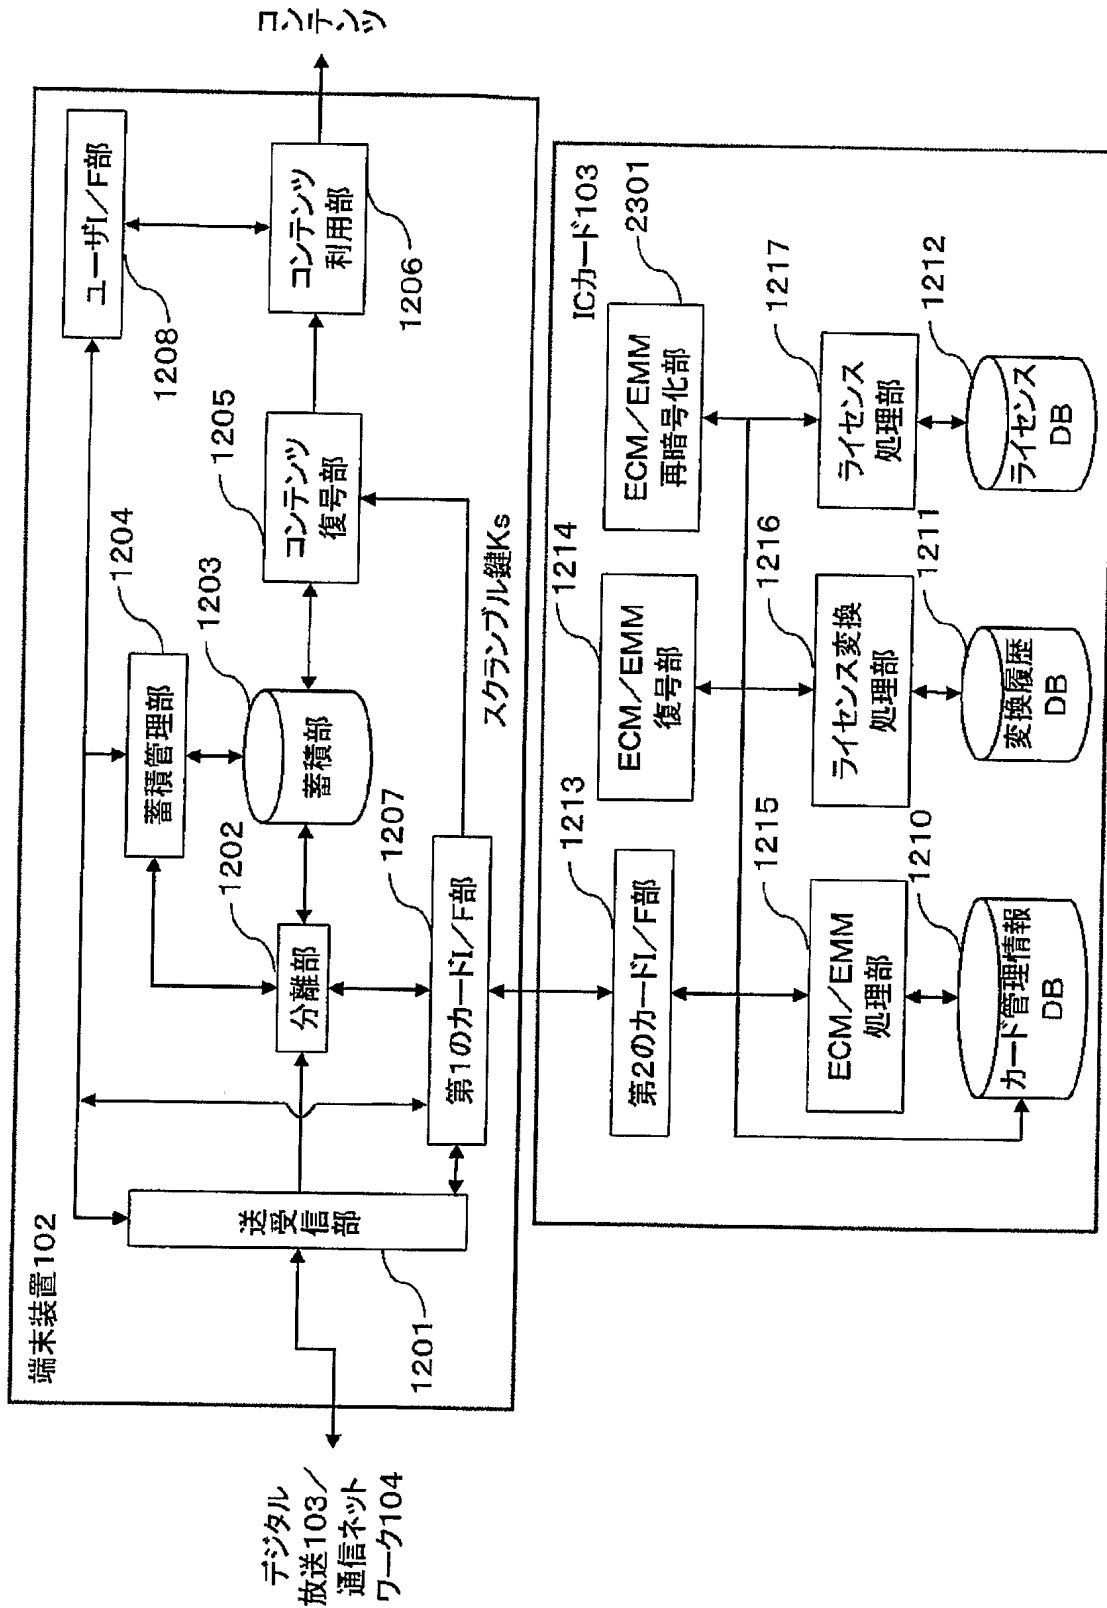 端末装置102
ユーザI/F部
1208
蓄積管理部
1204
送受信部
1201
分離部
1202
蓄積部
1203
コンテンツ
復号部
1205
コンテンツ
利用部
1206
コンテンツ
第1のカードI/F部
1207
スクランブル鍵Ks
デジタル
放送103/
通信ネット
ワーク104
ICカード103
第2のカードI/F部
1213
ECM/EMM
復号部
1214
ECM/EMM
再暗号化部
2301
ECM/EMM
処理部
1215
ライセンス変換
処理部
1216
ライセンス
処理部
1217
カード管理情報
DB
1210
変換履歴
DB
1211
ライセンス
DB
1212